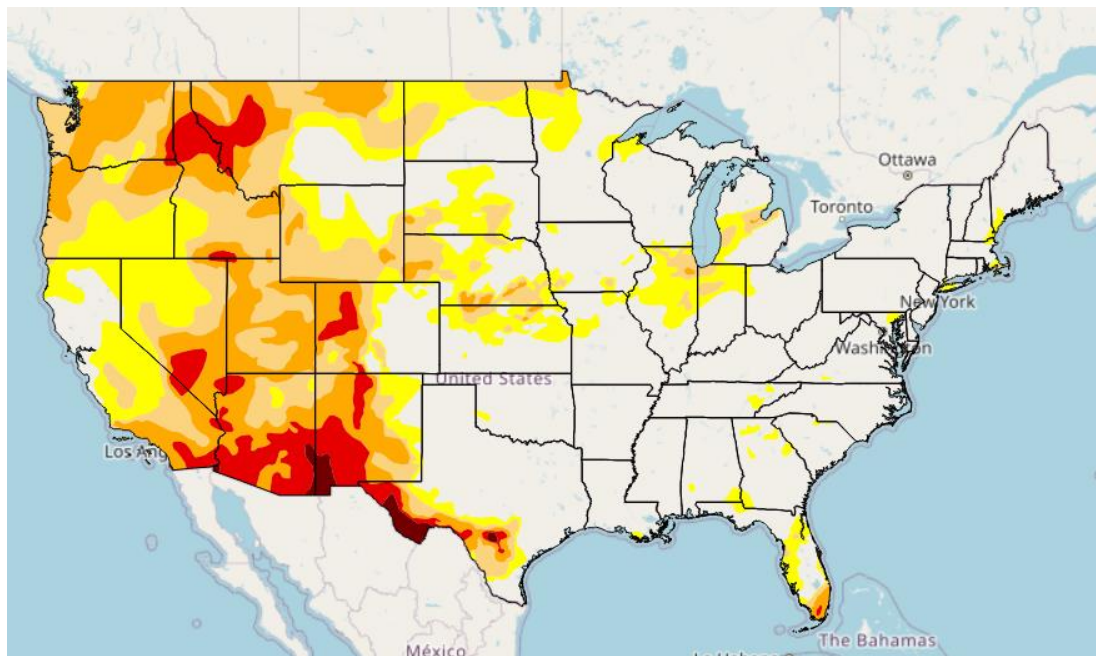 Ottawa
Toronto
New York
Washington
United States
Los Ang
México
The Bahamas